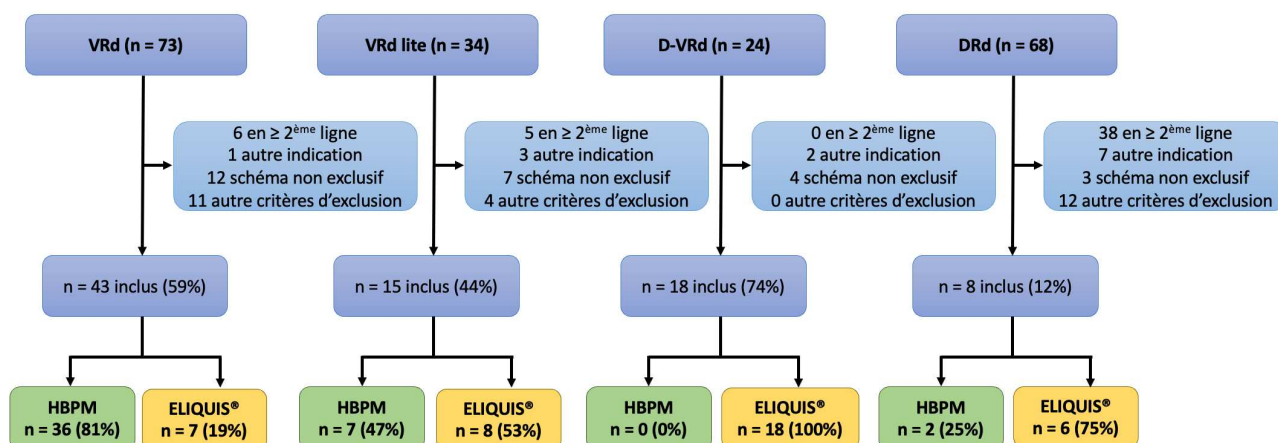 VRd (n = 73)
VRd lite (n = 34)
D-VRd (n = 24)
DRd (n = 68)
6 en ≥ 2ème ligne
1 autre indication
12 schéma non exclusif
11 autre critères d'exclusion
5 en ≥ 2ème ligne
3 autre indication
7 schéma non exclusif
4 autre critères d'exclusion
0 en ≥ 2ème ligne
2 autre indication
4 schéma non exclusif
0 autre critères d'exclusion
38 en ≥ 2ème ligne
7 autre indication
3 schéma non exclusif
12 autre critères d'exclusion
n = 43 inclus (59%)
n = 15 inclus (44%)
n = 18 inclus (74%)
n = 8 inclus (12%)
HBPM
n = 36 (81%)
ELIQUIS®
n = 7 (19%)
HBPM
n = 7 (47%)
ELIQUIS®
n = 8 (53%)
HBPM
n = 0 (0%)
ELIQUIS®
n = 18 (100%)
HBPM
n = 2 (25%)
ELIQUIS®
n = 6 (75%)